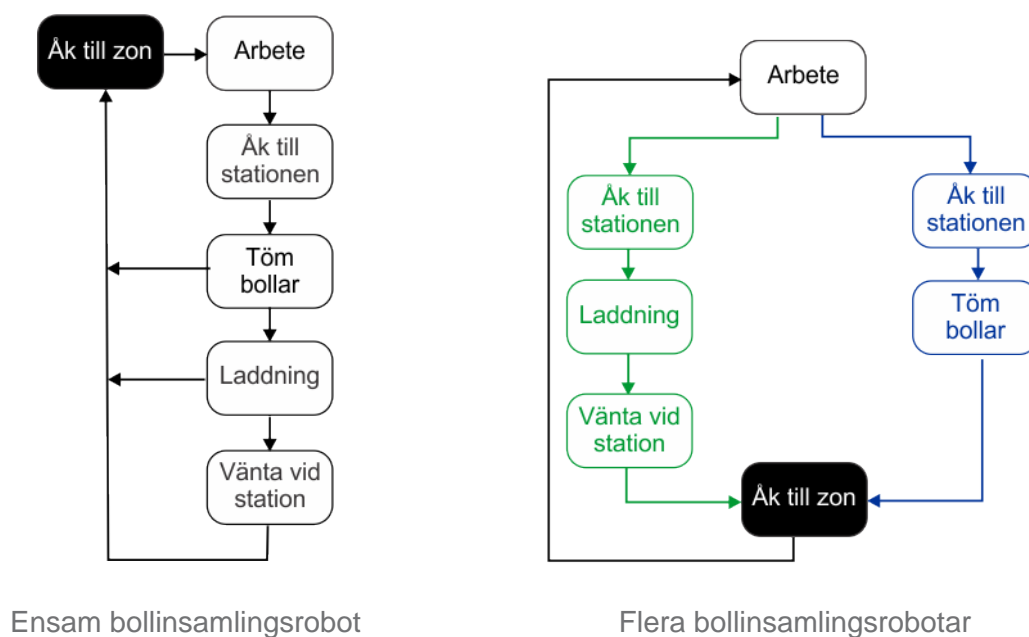 Åk till zon
Arbete
Åk till
stationen
Töm
bollar
Laddning
Vänta vid
station
Ensam bollinsamlingsrobot
Arbete
Åk till
stationen
Laddning
Vänta vid
station
Åk till
stationen
Töm
bollar
Åk till zon
Flera bollinsamlingsrobotar